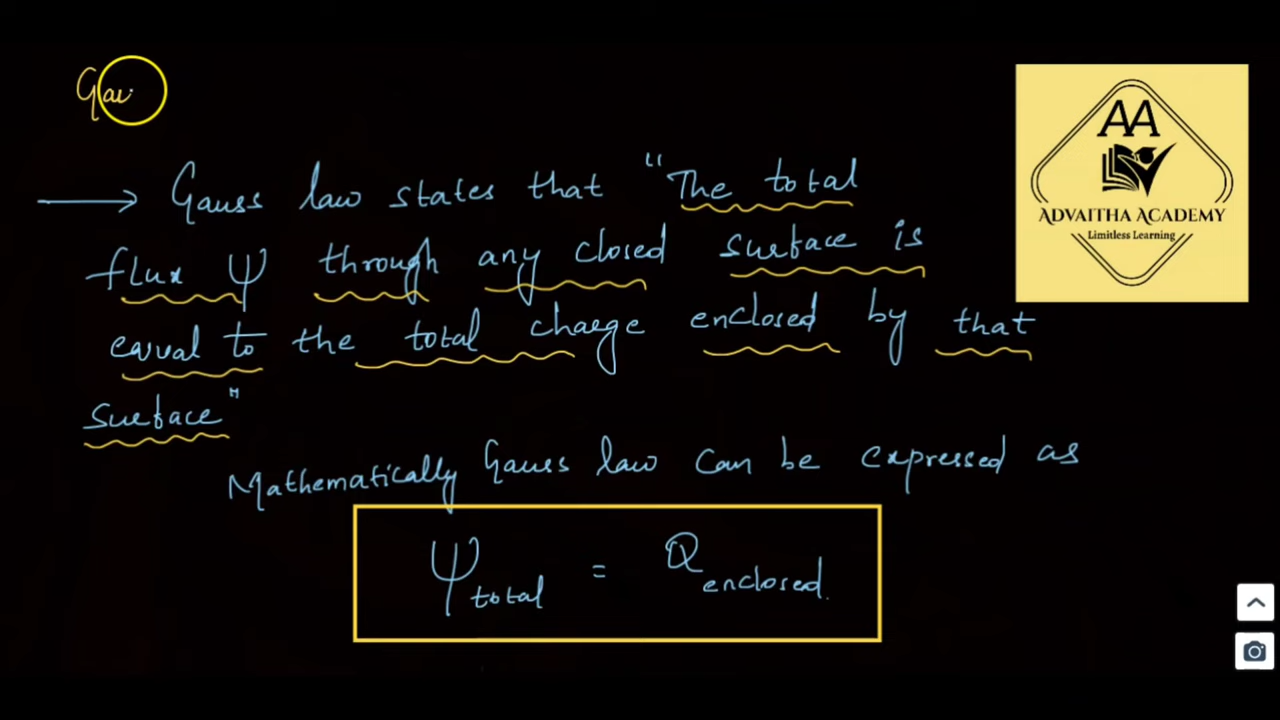 Gau
Gauss law states that "The total
flux ψ through any closed surface is
equal to the total charge enclosed by that
surface"
Mathematically Gauss law can be expressed as
ψtotal = Qenclosed.
AA
ADVAITHA ACADEMY
Limitless Learning